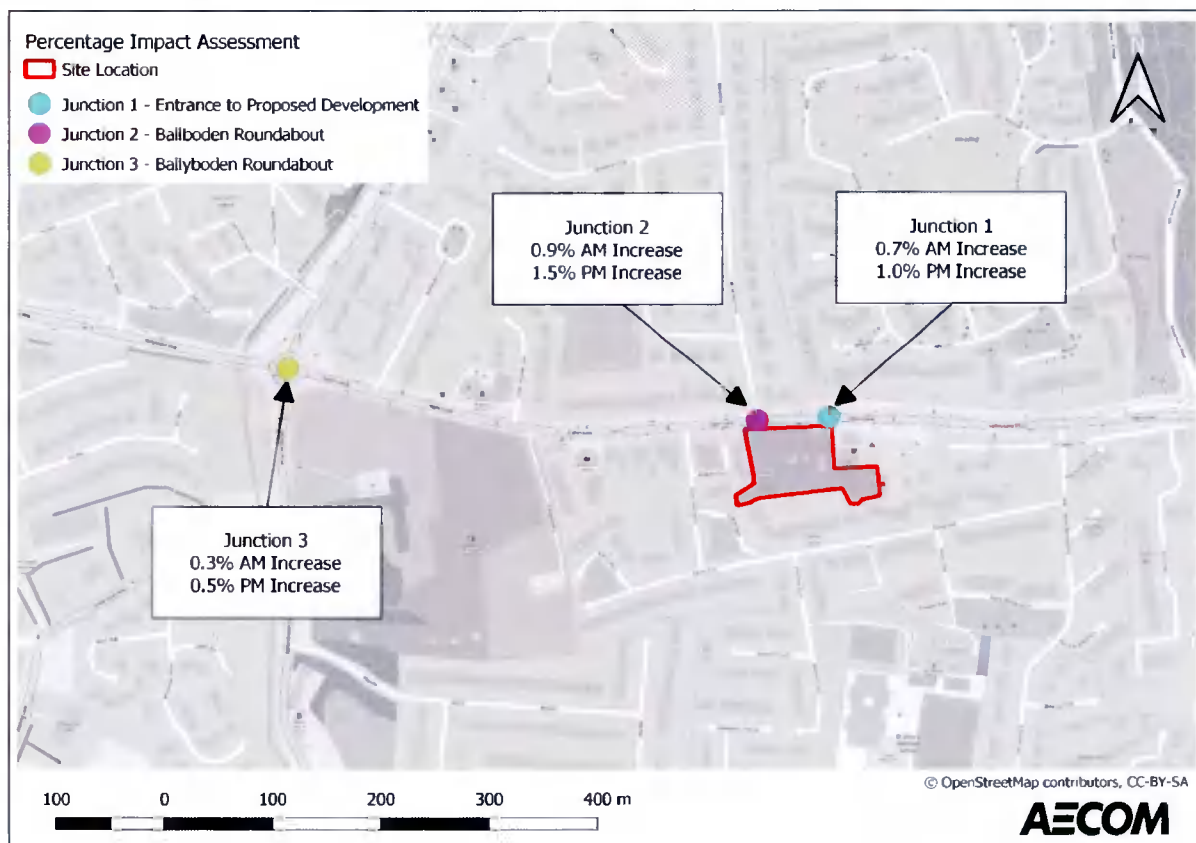 Percentage Impact Assessment
Site Location
Junction 1 - Entrance to Proposed Development
Junction 2 - Ballboden Roundabout
Junction 3 - Ballyboden Roundabout
Junction 2
0.9% AM Increase
1.5% PM Increase
Junction 1
0.7% AM Increase
1.0% PM Increase
Junction 3
0.3% AM Increase
0.5% PM Increase
© OpenStreetMap contributors, CC-BY-SA
100 0 100 200 300 400 m
AECOM